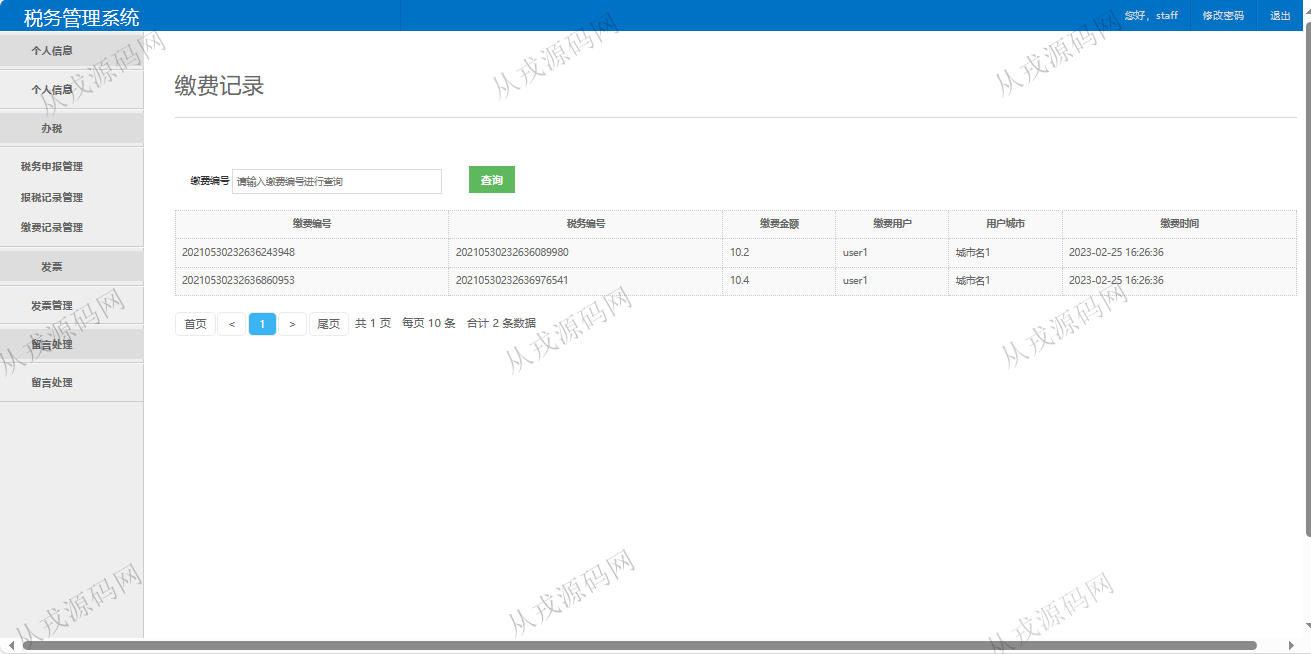 税务管理系统
您好，staff 修改密码 退出
个人信息
个人信息
办税
税务申报管理
报税记录管理
缴费记录管理
发票
发票管理
留言处理
留言处理
缴费记录
缴费编号 请输入缴费编号进行查询 查询
缴费编号 税务编号 缴费金额 缴费用户 用户城市 缴费时间
20210530232636243948 20210530232636089980 10.2 user1 城市名1 2023-02-25 16:26:36
20210530232636860953 20210530232636976541 10.4 user1 城市名1 2023-02-25 16:26:36
首页 < 1 > 尾页 共 1 页 每页 10 条 合计 2 条数据
从戎源码网
从戎源码网
从戎源码网
从戎源码网
从戎源码网
从戎源码网
从戎源码网
从戎源码网
从戎源码网